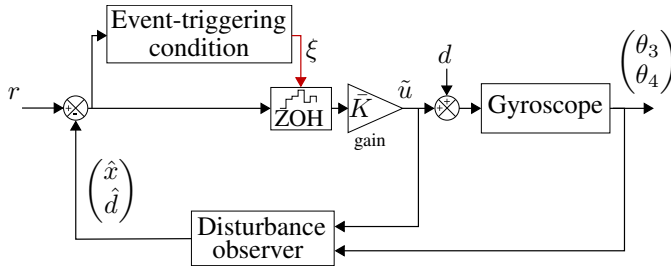 Event-triggering
condition
ξ
r
+
-
ZOH
K̄
gain
ũ
d
+
+
Gyroscope
(θ₃
θ₄)
(x̂
d̂)
Disturbance
observer